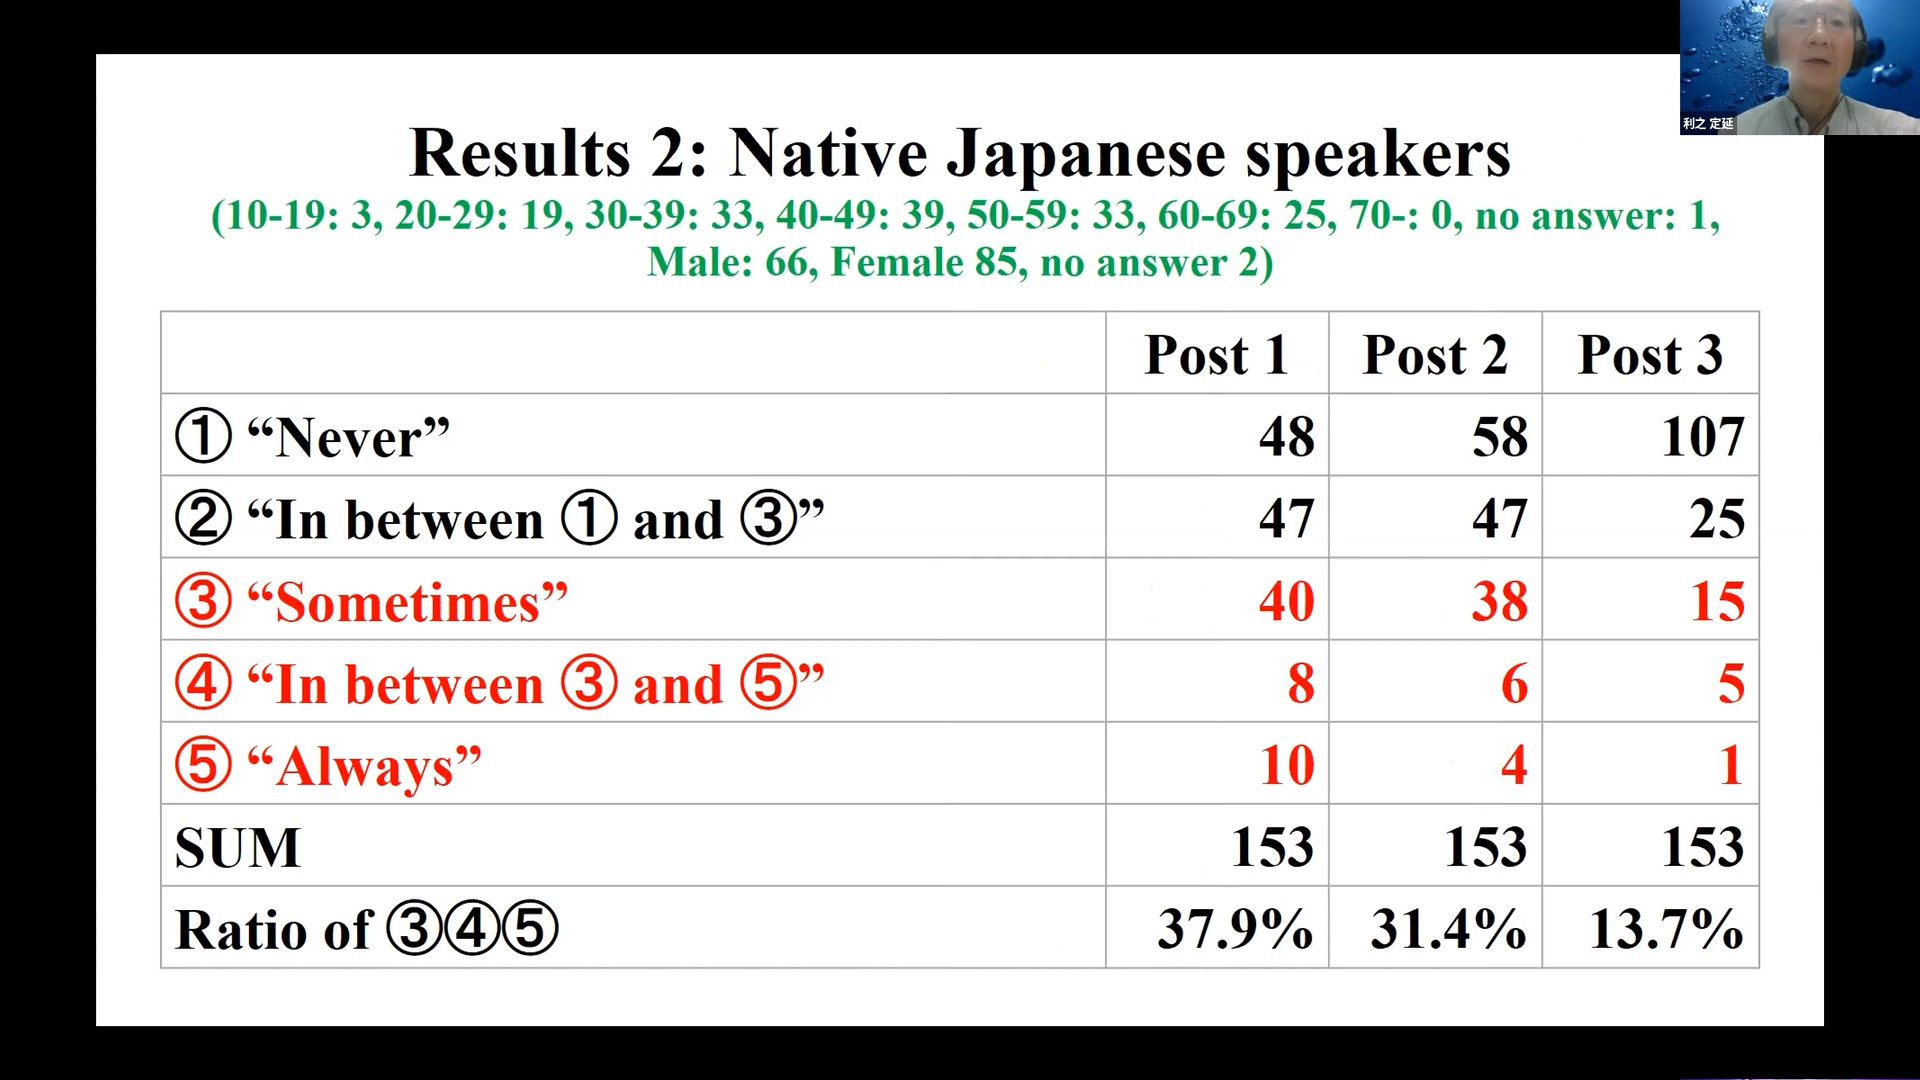 利之 定延
Results 2: Native Japanese speakers
(10-19: 3, 20-29: 19, 30-39: 33, 40-49: 39, 50-59: 33, 60-69: 25, 70-: 0, no answer: 1,
Male: 66, Female 85, no answer 2)
Post 1 Post 2 Post 3
① “Never” 48 58 107
② “In between ① and ③” 47 47 25
③ “Sometimes” 40 38 15
④ “In between ③ and ⑤” 8 6 5
⑤ “Always” 10 4 1
SUM 153 153 153
Ratio of ③④⑤ 37.9% 31.4% 13.7%